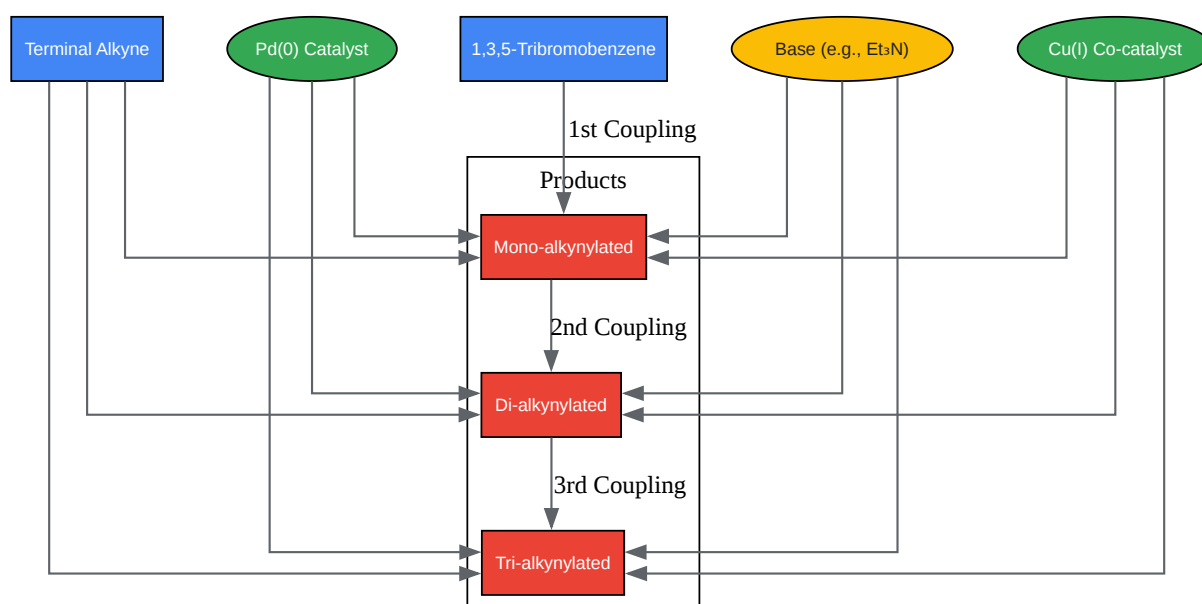 Terminal Alkyne
Pd(0) Catalyst
1,3,5-Tribromobenzene
Base (e.g., Et₃N)
Cu(I) Co-catalyst
1st Coupling
Products
Mono-alkynylated
2nd Coupling
Di-alkynylated
3rd Coupling
Tri-alkynylated